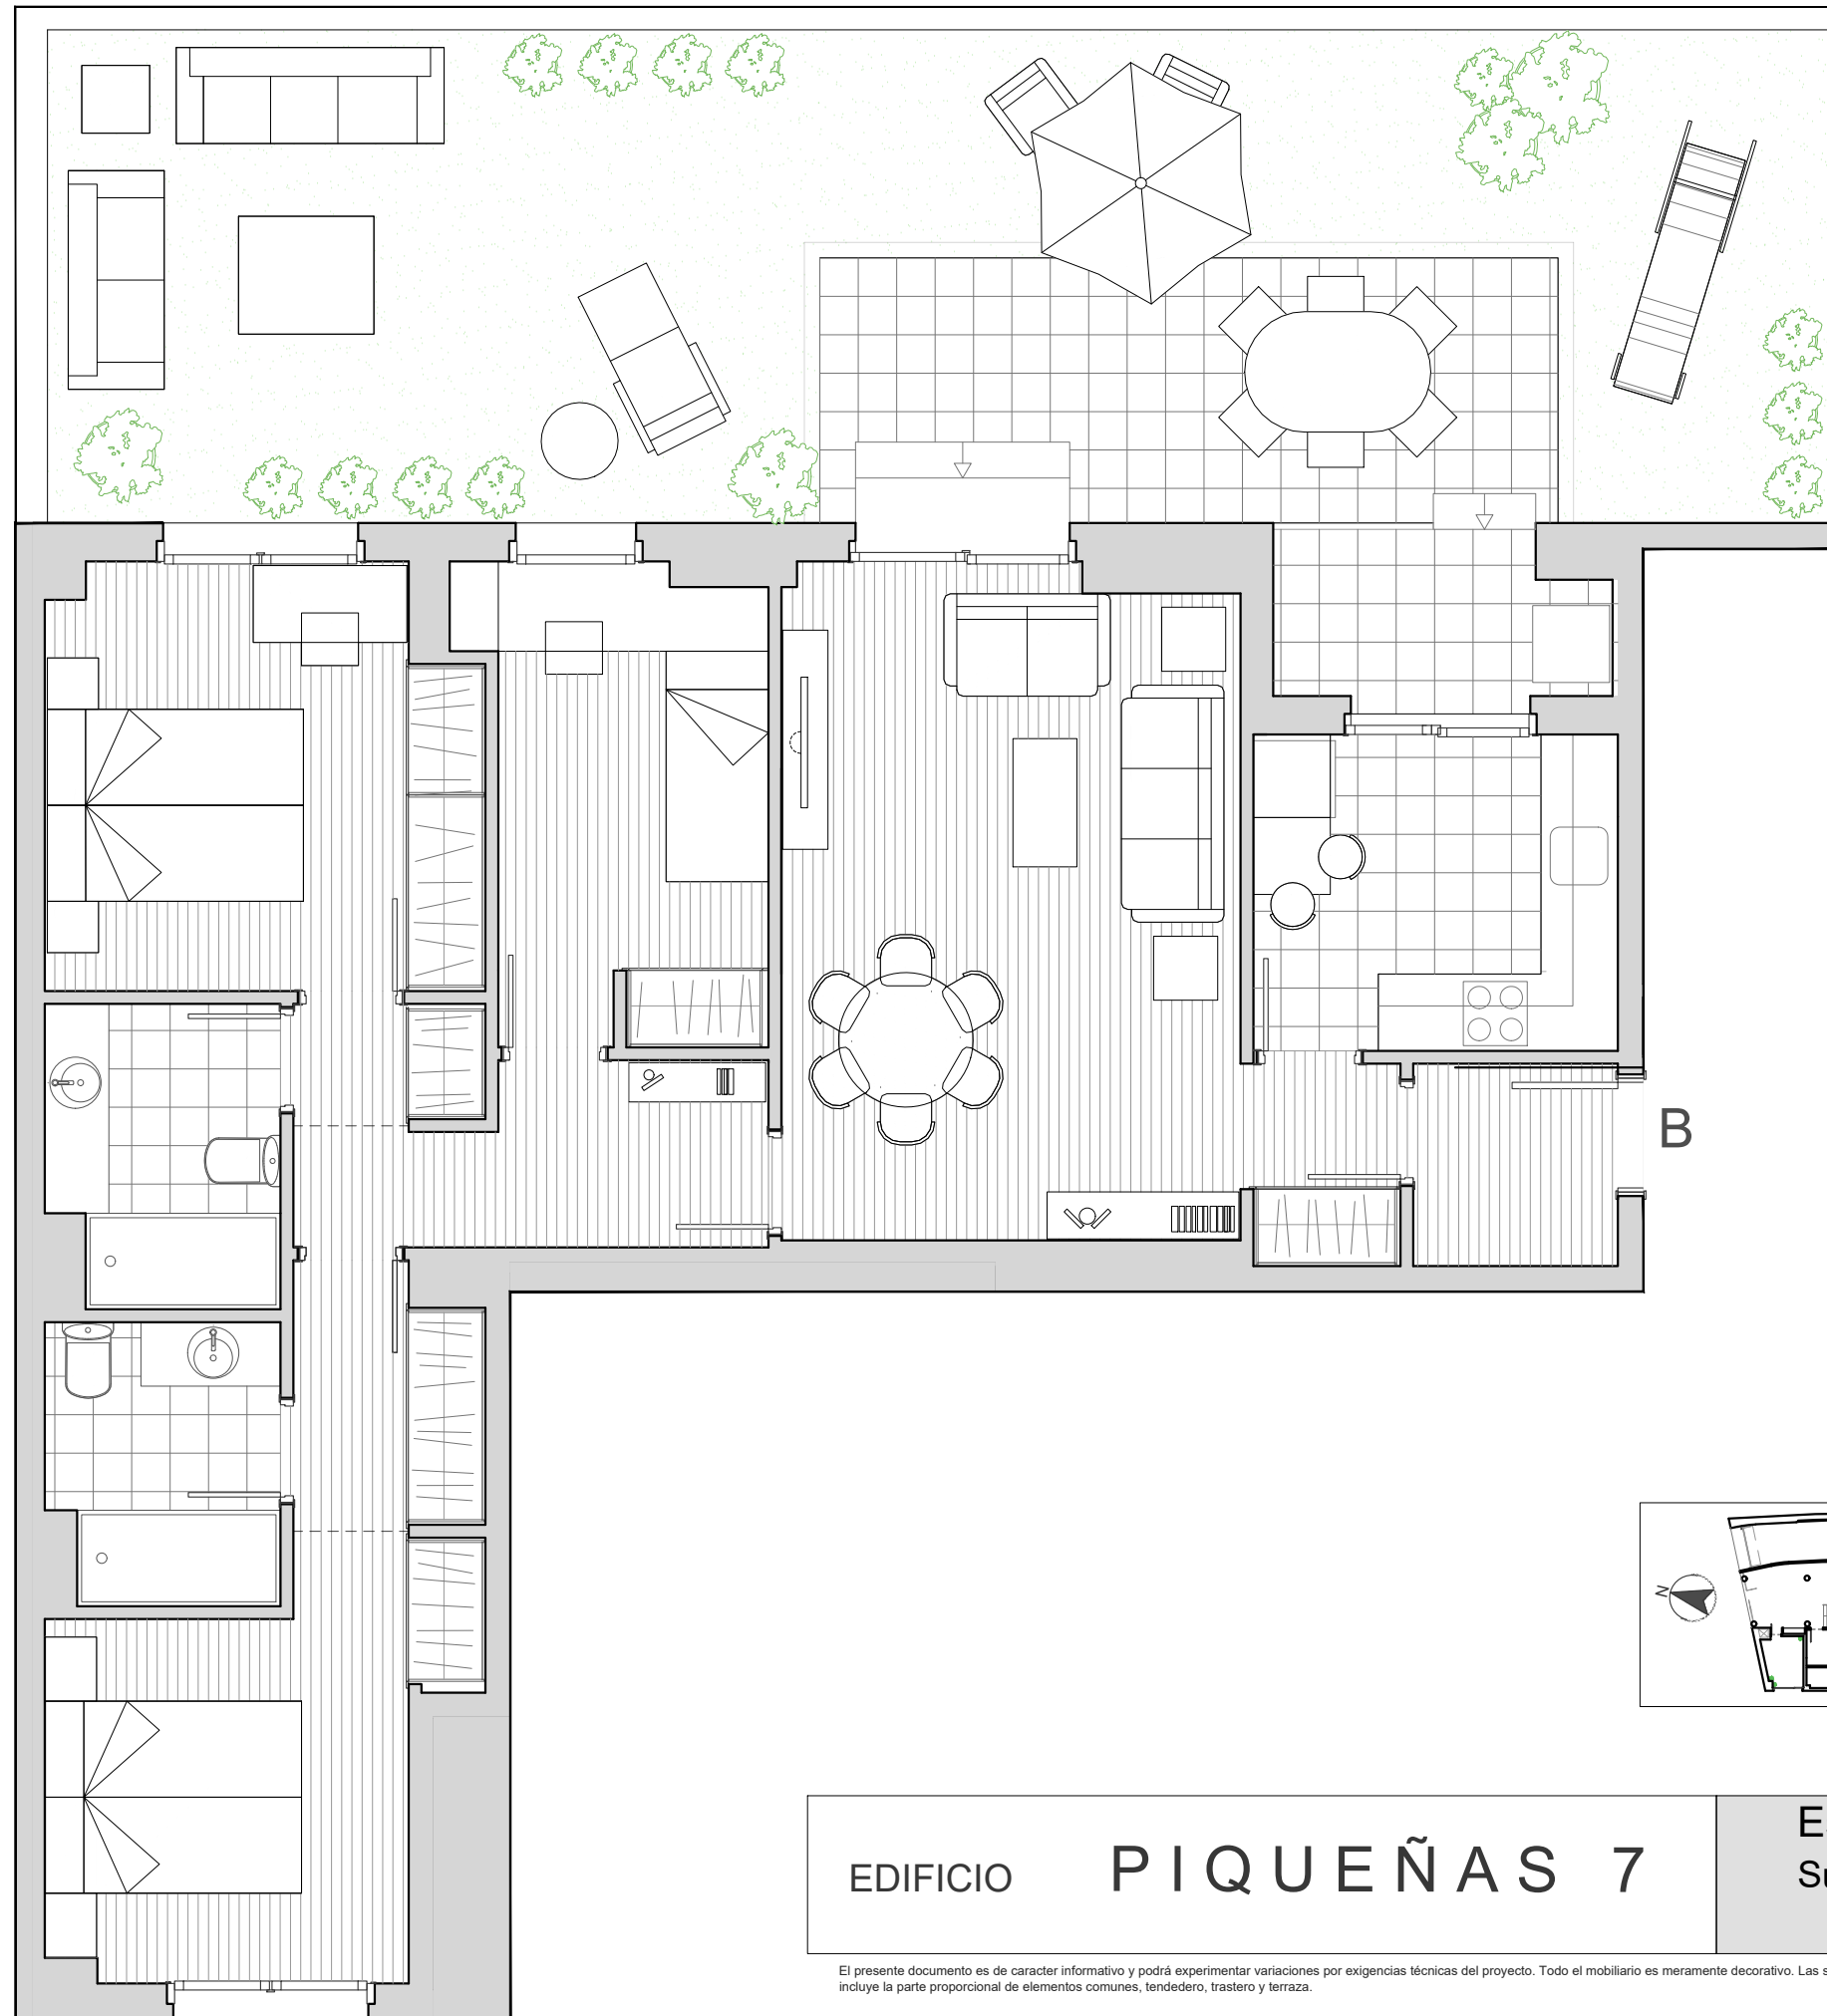 B
N
EDIFICIO PIQUEÑAS 7
El presente documento es de caracter informativo y podrá experimentar variaciones por exigencias técnicas del proyecto. Todo el mobiliario es meramente decorativo. Las s
incluye la parte proporcional de elementos comunes, tendedero, trastero y terraza.